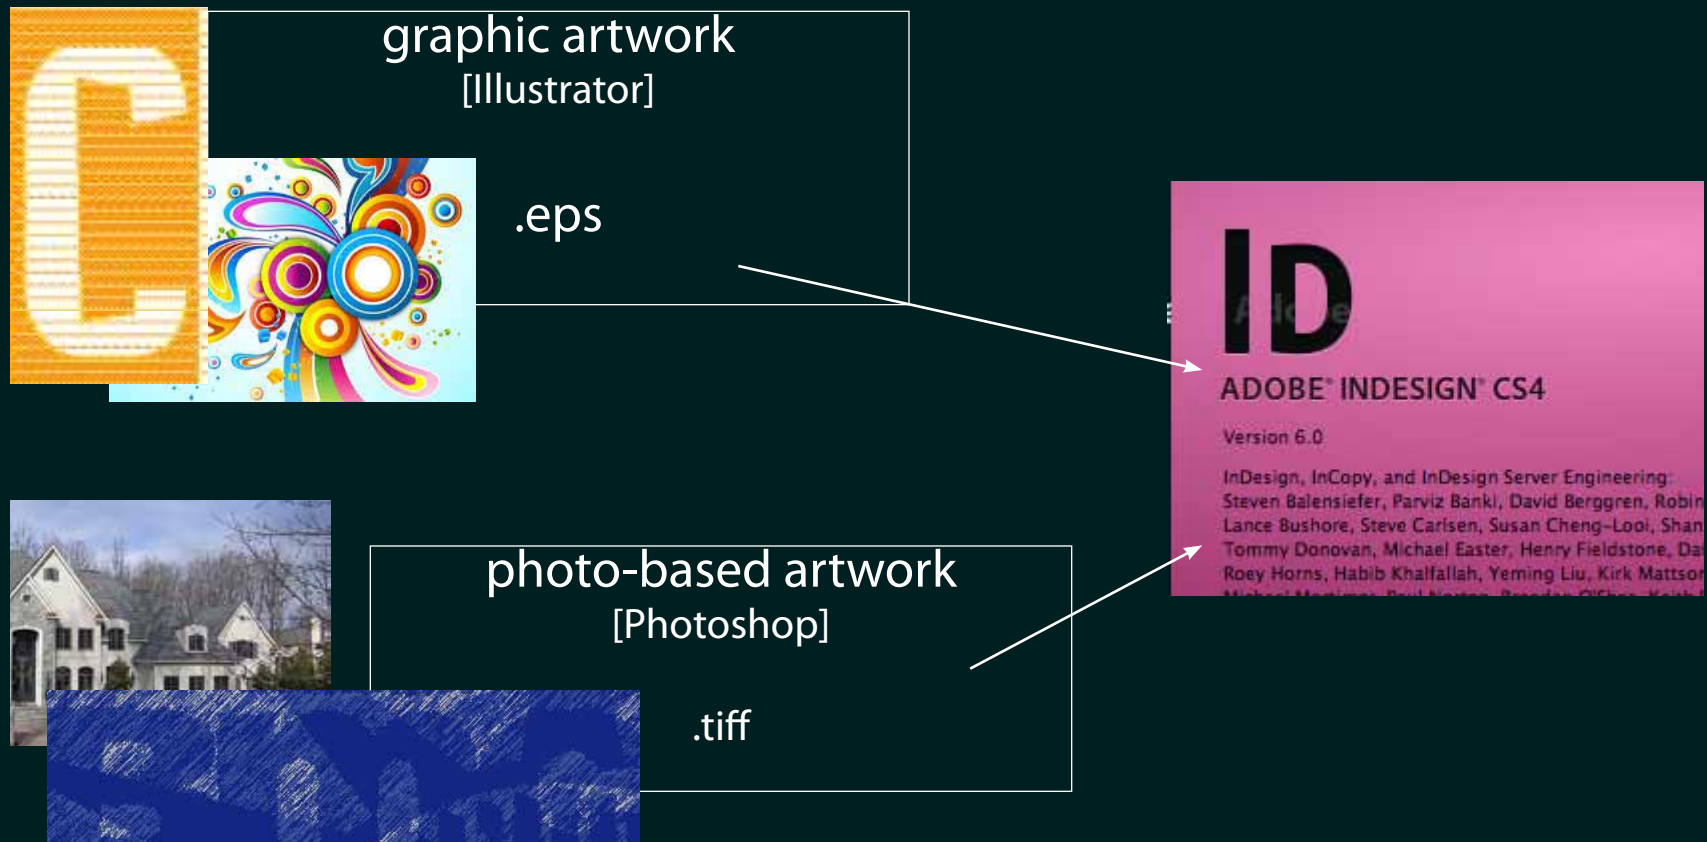 C
graphic artwork
[Illustrator]
.eps
ID
Adobe
ADOBE® INDESIGN® CS4
Version 6.0
InDesign, InCopy, and InDesign Server Engineering:
Steven Balensiefer, Parviz Banki, David Berggren, Robin
Lance Bushore, Steve Carlsen, Susan Cheng-Looi, Shan
Tommy Donovan, Michael Easter, Henry Fieldstone, Da
Roey Horns, Habib Khalfallah, Yeming Liu, Kirk Mattson
photo-based artwork
[Photoshop]
.tiff